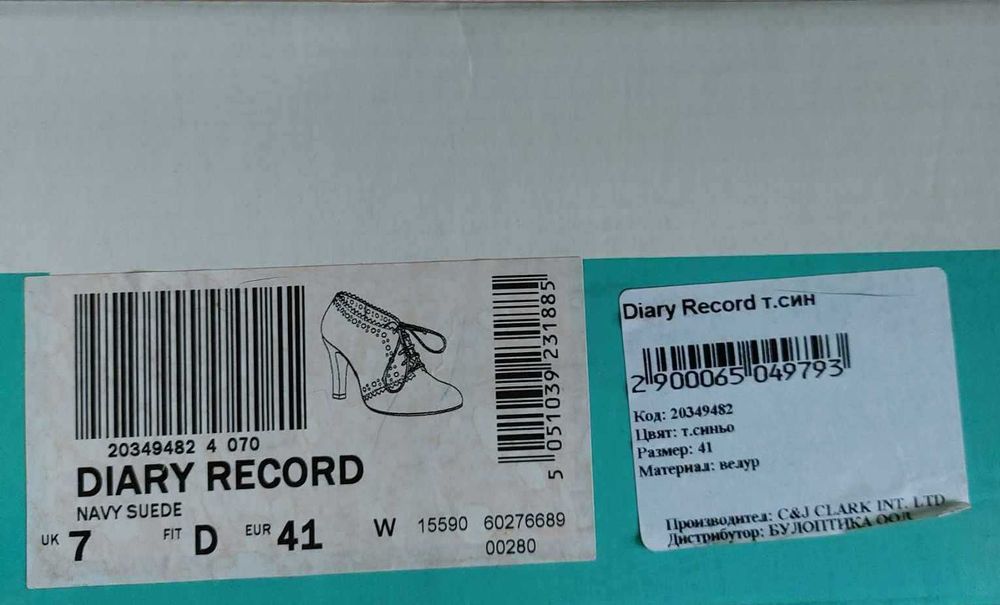 20349482 4 070
DIARY RECORD
NAVY SUEDE
UK 7 FIT D EUR 41 W 15590 60276689
00280
5 051039 231885
Diary Record т.син
2 900065 049793
Код: 20349482
Цвят: т.синьо
Размер: 41
Материал: велур
Производител: C&J CLARK INT. LTD
Дистрибутор: БУЛОПТИКА ООД